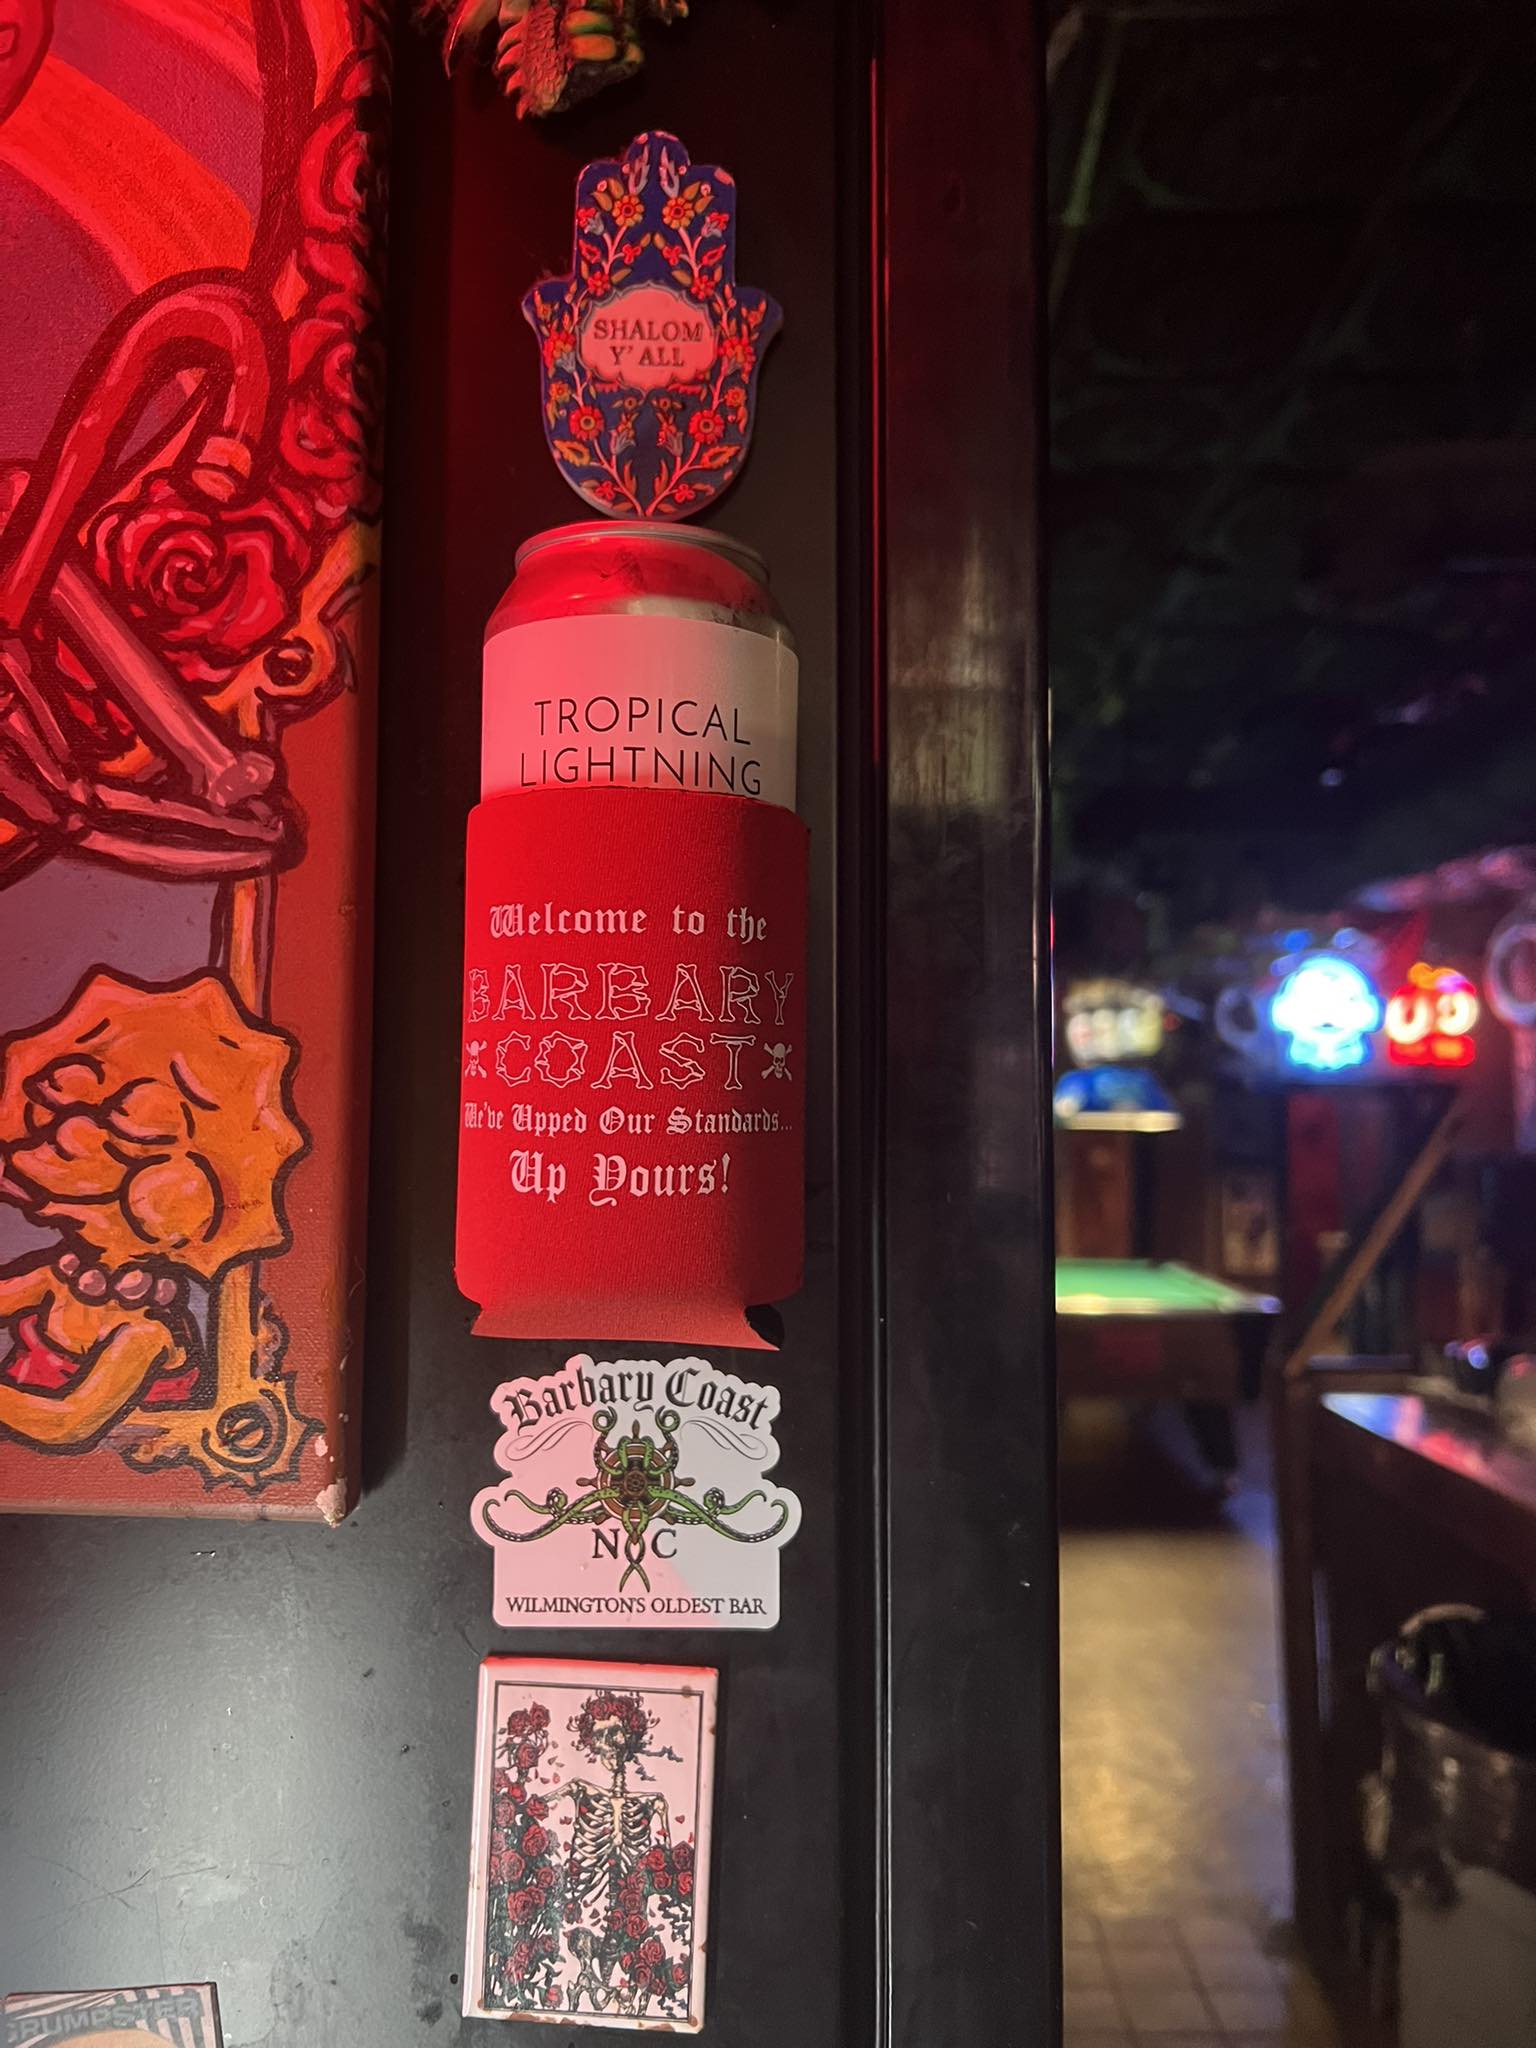 SHALOM
Y'ALL
TROPICAL
LIGHTNING
Welcome to the
BARBARY
COAST
We've Upped Our Standards...
Up Yours!
Barbary Coast
NC
WILMINGTON'S OLDEST BAR